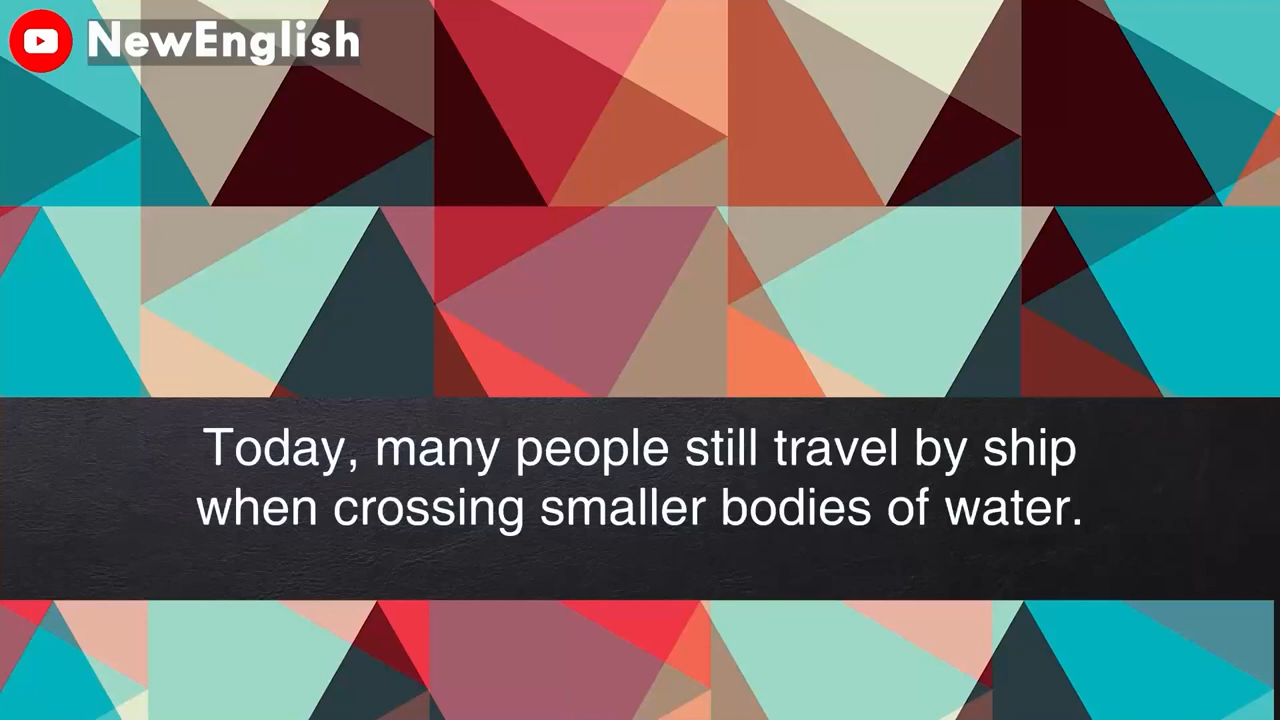 NewEnglish
Today, many people still travel by ship
when crossing smaller bodies of water.